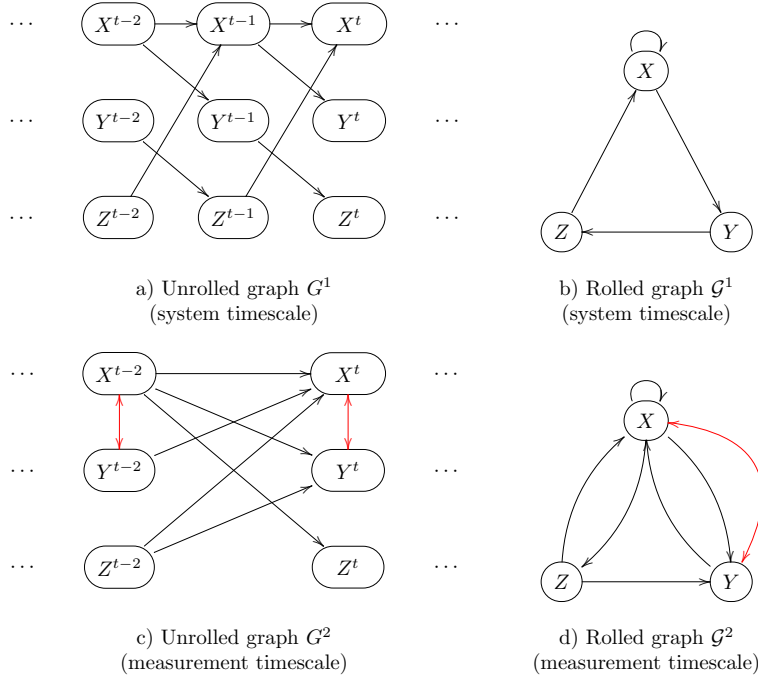 … X^{t−2} X^{t−1} X^t …
X
… Y^{t−2} Y^{t−1} Y^t …
… Z^{t−2} Z^{t−1} Z^t …
Z Y
a) Unrolled graph G^1
(system timescale)
b) Rolled graph 𝒢^1
(system timescale)
… X^{t−2} X^t …
X
… Y^{t−2} Y^t …
… Z^{t−2} Z^t …
Z Y
c) Unrolled graph G^2
(measurement timescale)
d) Rolled graph 𝒢^2
(measurement timescale)